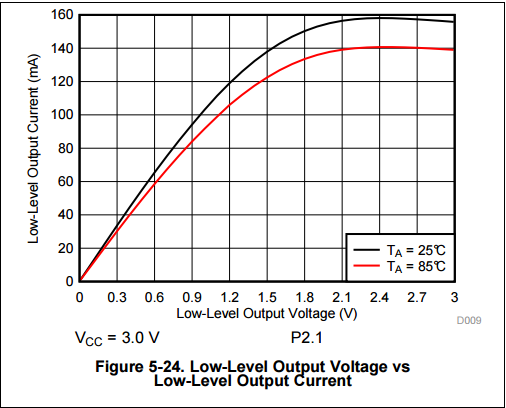 160
140
120
100
80
60
40
20
0
Low-Level Output Current (mA)
0 0.3 0.6 0.9 1.2 1.5 1.8 2.1 2.4 2.7 3
Low-Level Output Voltage (V)
TA = 25℃
TA = 85℃
D009
VCC = 3.0 V P2.1
Figure 5-24. Low-Level Output Voltage vs
Low-Level Output Current